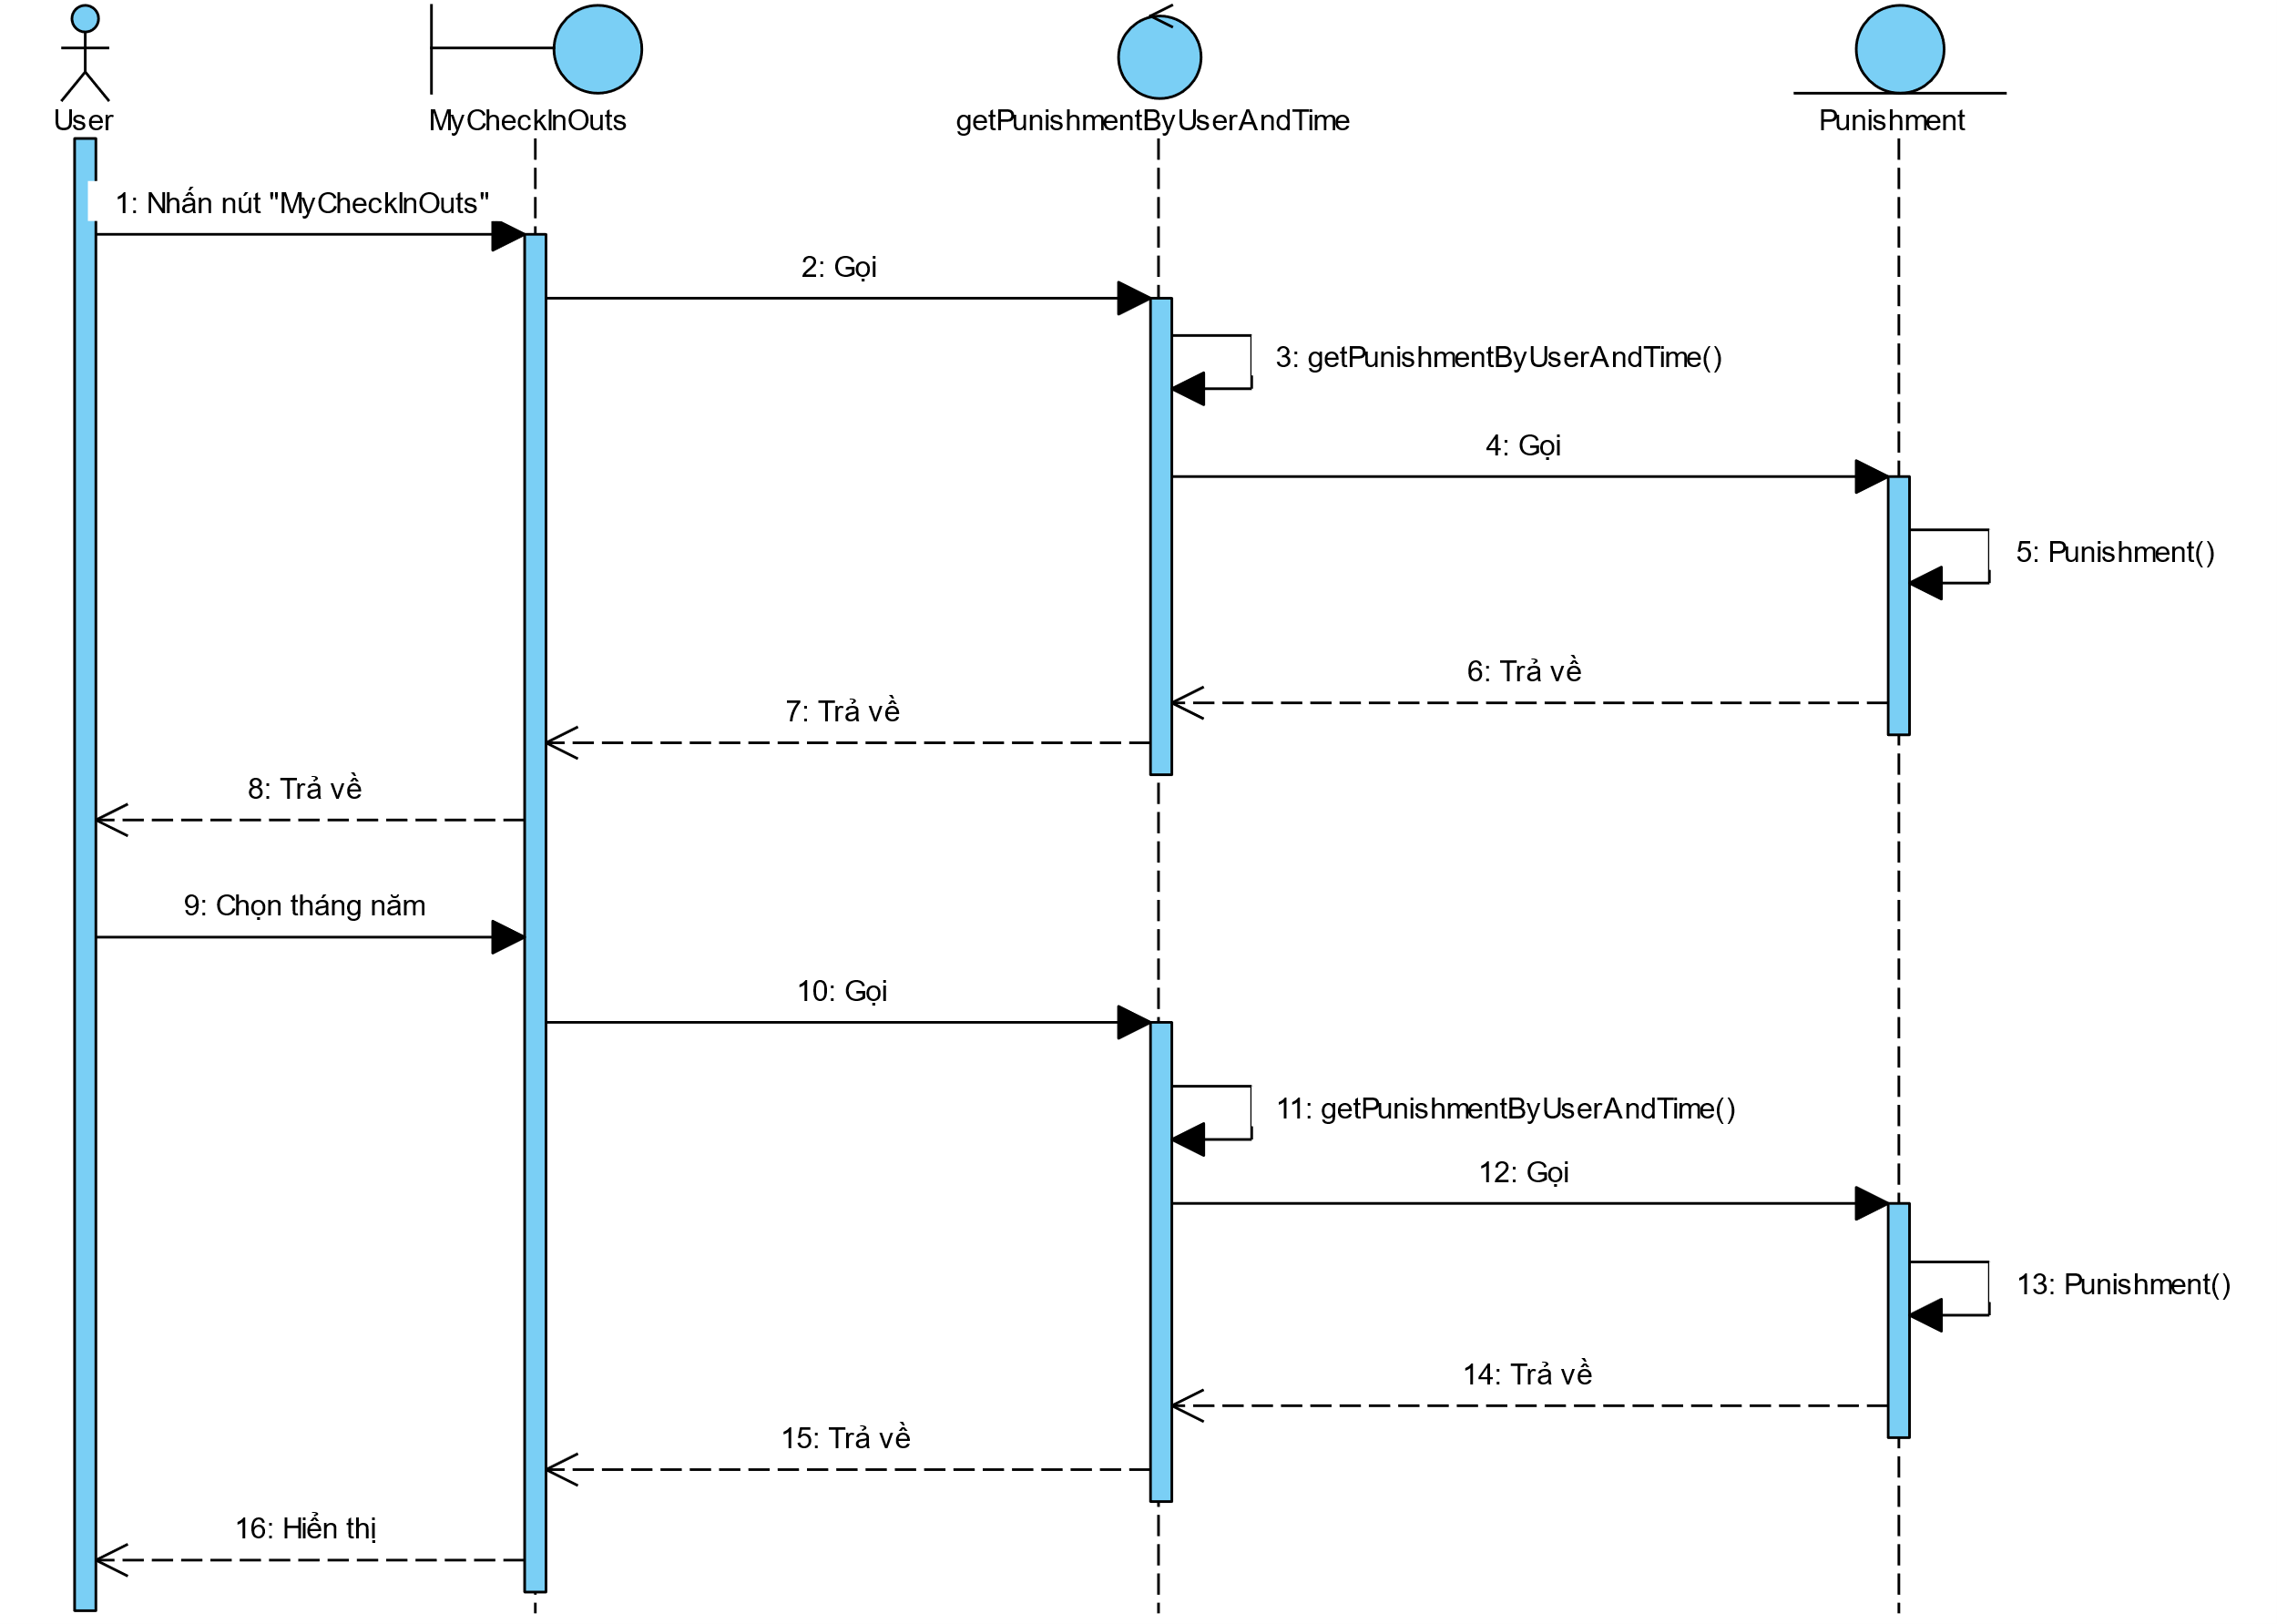 User
MyCheckInOuts
getPunishmentByUserAndTime
Punishment
1: Nhấn nút "MyCheckInOuts"
2: Gọi
3: getPunishmentByUserAndTime()
4: Gọi
5: Punishment()
6: Trả về
7: Trả về
8: Trả về
9: Chọn tháng năm
10: Gọi
11: getPunishmentByUserAndTime()
12: Gọi
13: Punishment()
14: Trả về
15: Trả về
16: Hiển thị